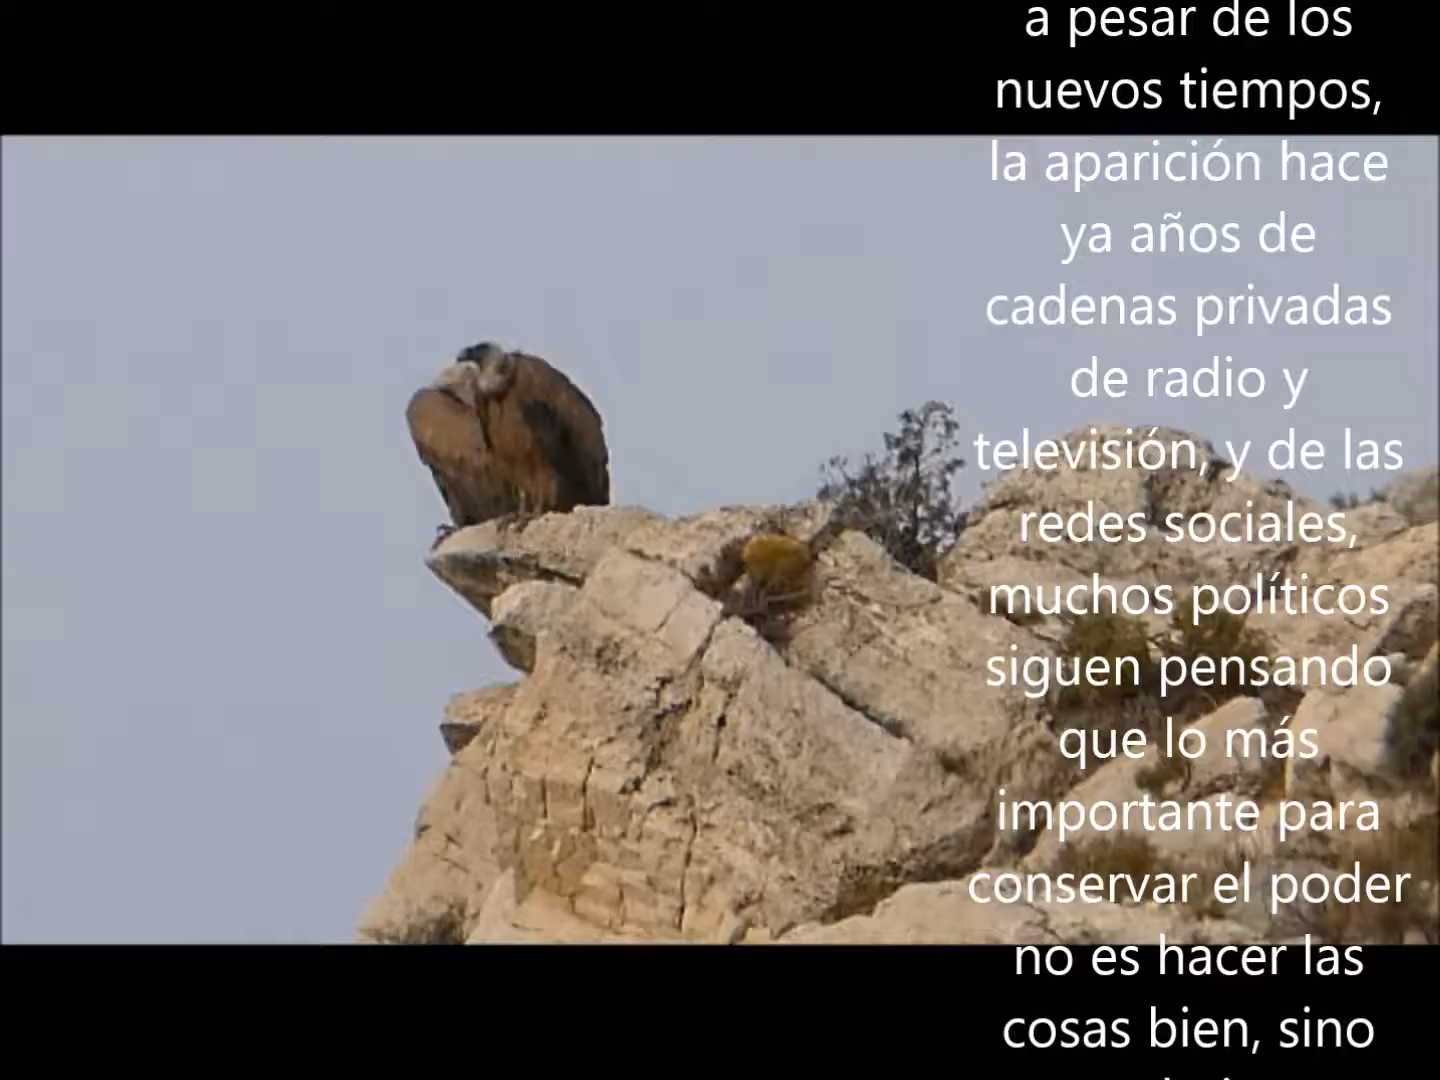 a pesar de los
nuevos tiempos,
la aparición hace
ya años de
cadenas privadas
de radio y
televisión, y de las
redes sociales,
muchos políticos
siguen pensando
que lo más
importante para
conservar el poder
no es hacer las
cosas bien, sino